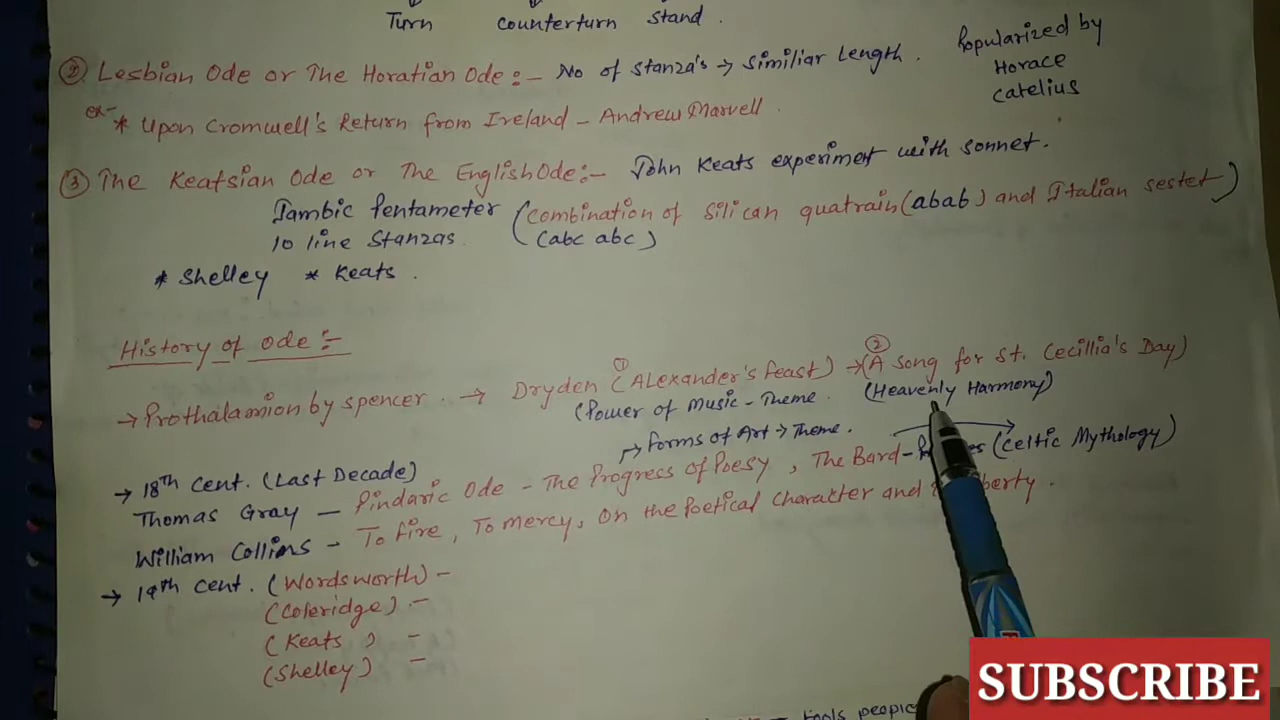 Turn counterturn stand.
② Lesbian Ode or The Horatian Ode :- No of stanza's → similiar length. Popularized by
Horace
Catelius
ex- * Upon Cromwell's Return from Ireland - Andrew Marvell.
③ The Keatsian Ode or The English Ode :- John Keats experiment with sonnet.
Iambic pentameter (combination of Silican quatrain (abab) and Italian sestet)
10 line stanzas (abc abc)
* Shelley * Keats.
History of Ode :-
→ Prothalamion by spencer. → Dryden ① (Alexander's feast) → ② (A song for St. Cecillia's Day)
(Power of Music - Theme. (Heavenly Harmony)
→ forms of Art → Theme.
→ 18th Cent. (Last Decade)
Thomas Gray - Pindaric Ode - The Progress of Poesy, The Bard - (Celtic Mythology)
William Collins - To fire, To mercy, On the Poetical Character and
→ 19th Cent. (Wordsworth) -
(Coleridge) -
(Keats) -
(Shelley) -
tools
SUBSCRIBE